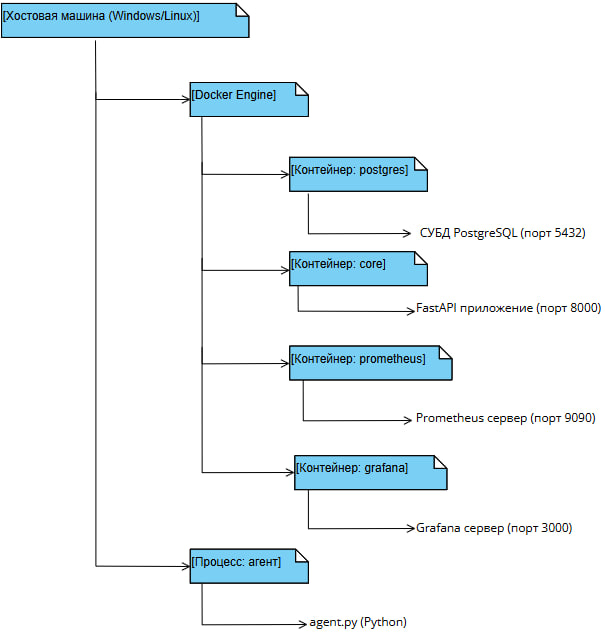 [Хостовая машина (Windows/Linux)]
[Docker Engine]
[Контейнер: postgres]
СУБД PostgreSQL (порт 5432)
[Контейнер: core]
FastAPI приложение (порт 8000)
[Контейнер: prometheus]
Prometheus сервер (порт 9090)
[Контейнер: grafana]
Grafana сервер (порт 3000)
[Процесс: агент]
agent.py (Python)